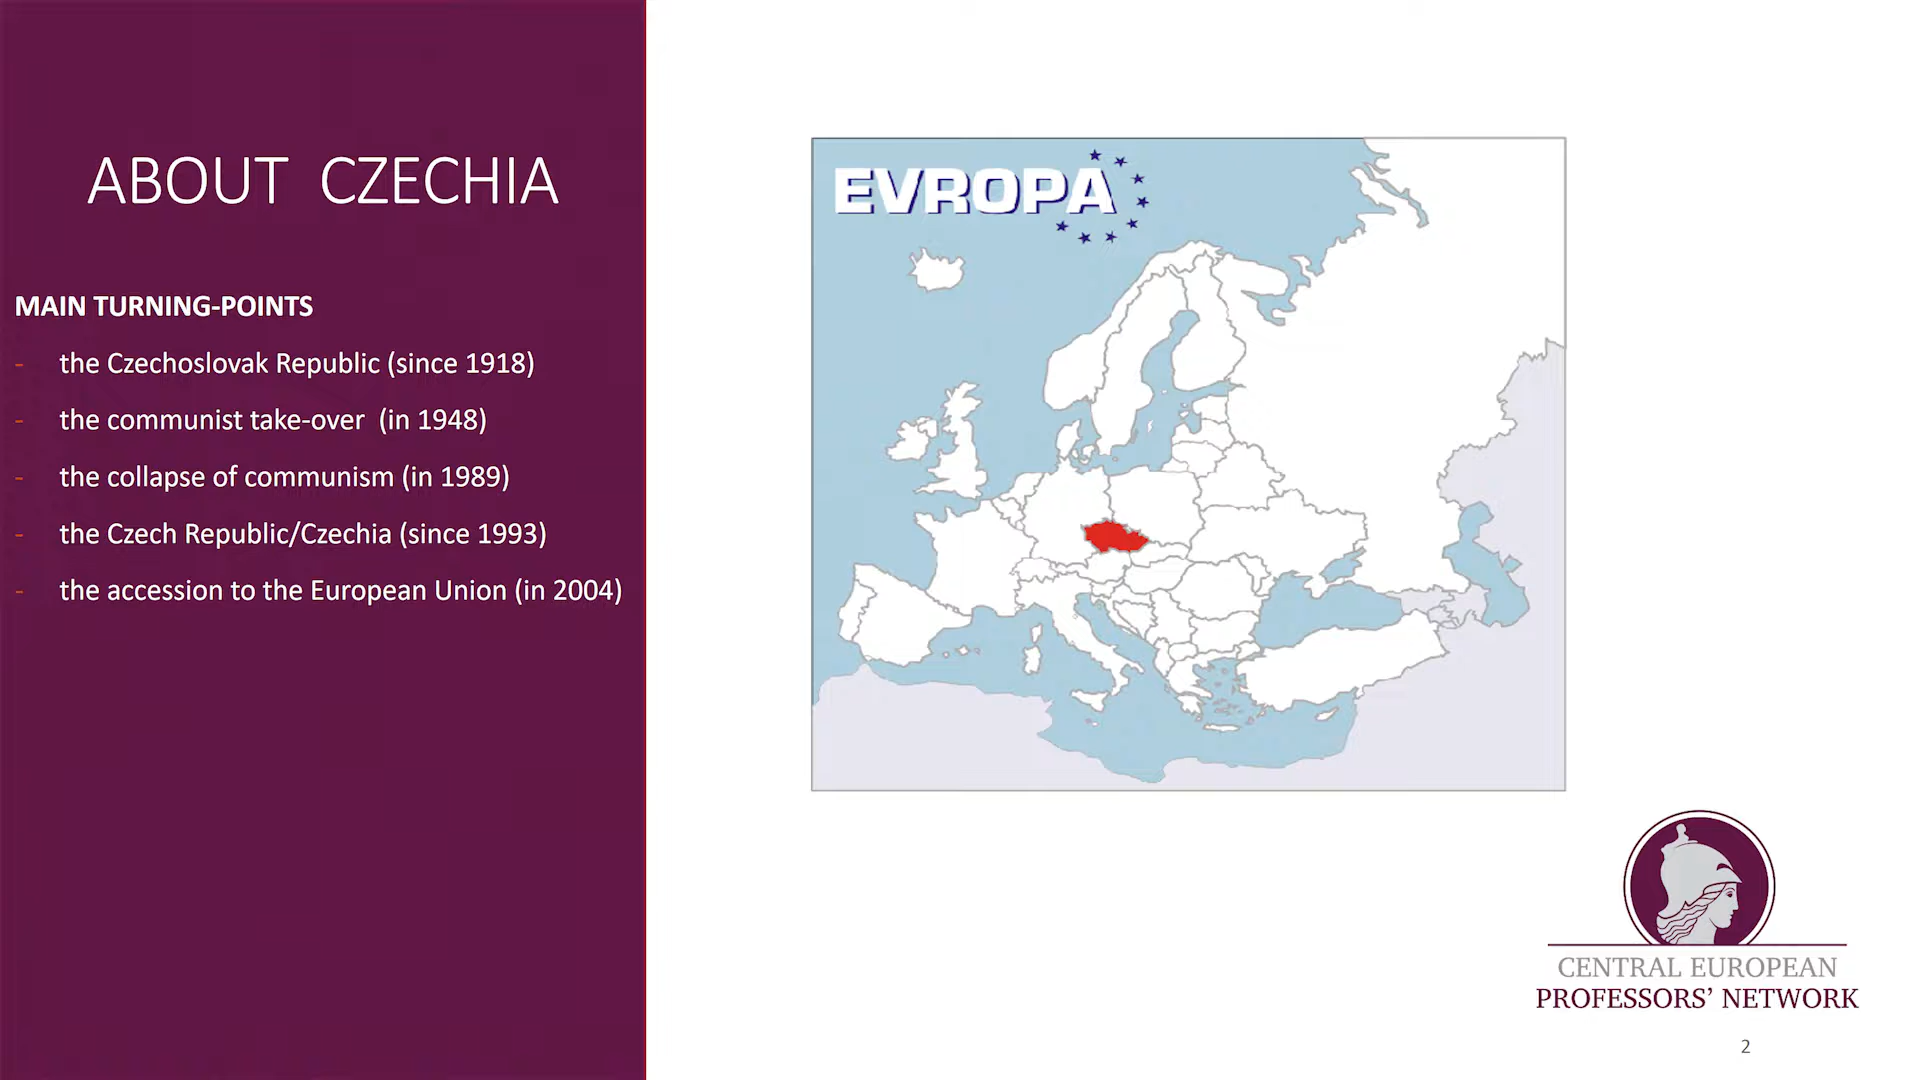 ABOUT CZECHIA
MAIN TURNING-POINTS
- the Czechoslovak Republic (since 1918)
- the communist take-over (in 1948)
- the collapse of communism (in 1989)
- the Czech Republic/Czechia (since 1993)
- the accession to the European Union (in 2004)
EVROPA
CENTRAL EUROPEAN
PROFESSORS’ NETWORK
2